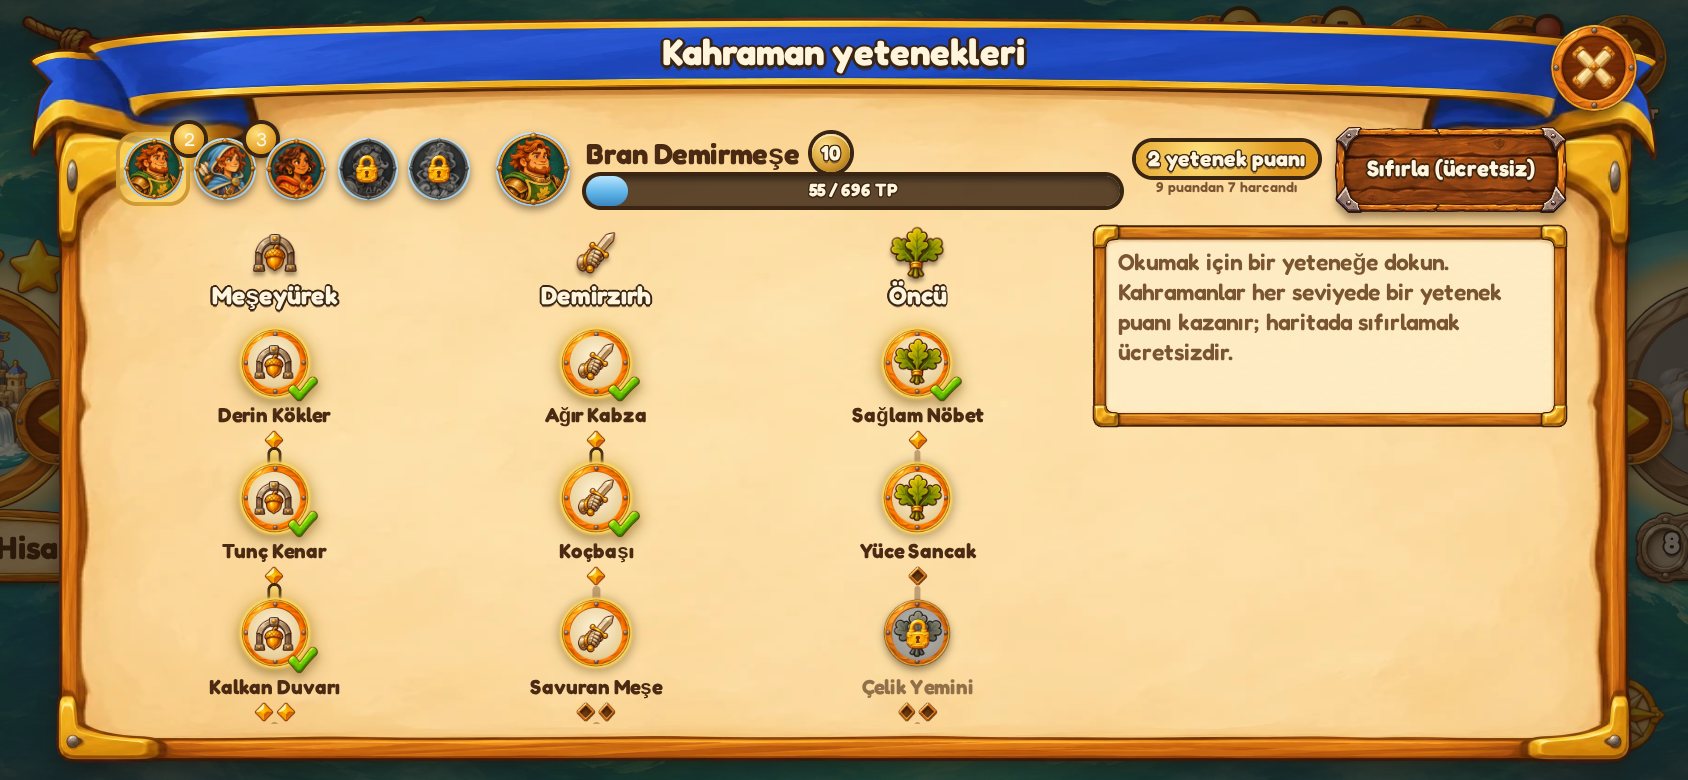 Kahraman yetenekleri
2
3
Bran Demirmeşe
10
55 / 696 TP
2 yetenek puanı
9 puandan 7 harcandı
Sıfırla (ücretsiz)
Meşeyürek
Demirzırh
Öncü
Okumak için bir yeteneğe dokun.
Kahramanlar her seviyede bir yetenek
puanı kazanır; haritada sıfırlamak
ücretsizdir.
Derin Kökler
Ağır Kabza
Sağlam Nöbet
Tunç Kenar
Koçbaşı
Yüce Sancak
Hisa
8
Kalkan Duvarı
Savuran Meşe
Çelik Yemini